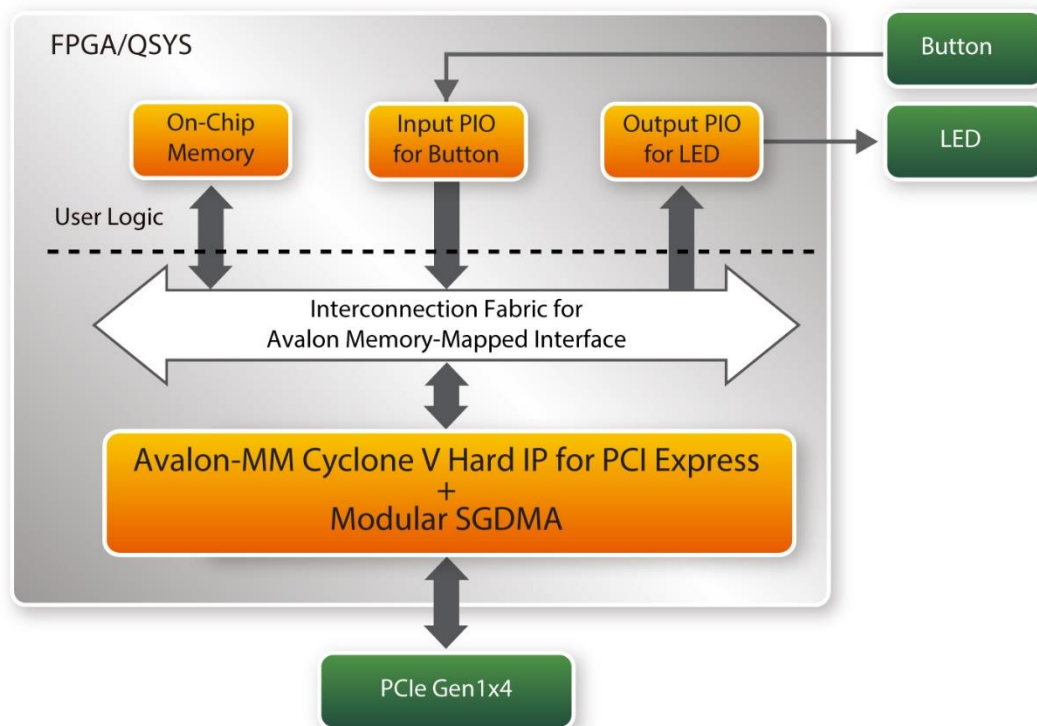 FPGA/QSYS
Button
LED
On-Chip
Memory
Input PIO
for Button
Output PIO
for LED
User Logic
Interconnection Fabric for
Avalon Memory-Mapped Interface
Avalon-MM Cyclone V Hard IP for PCI Express
+
Modular SGDMA
PCIe Gen1x4